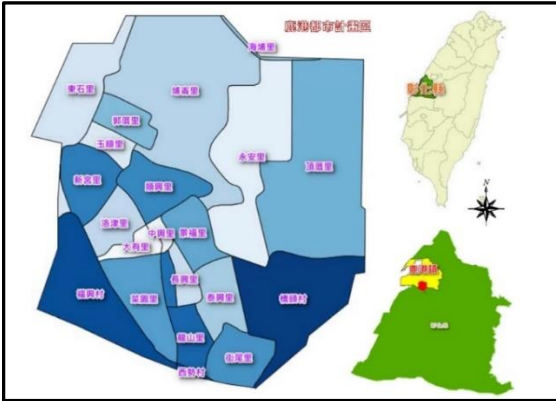 鹿港都市計畫區
海埔里
東石里
埔崙里
郭厝里
玉順里
永安里
頂厝里
新宮里
順興里
洛津里
中興里
景福里
大有里
長興里
泰興里
福興村
菜園里
橋頭村
龍山里
街尾里
西勢村
彰化縣
N
鹿港鎮